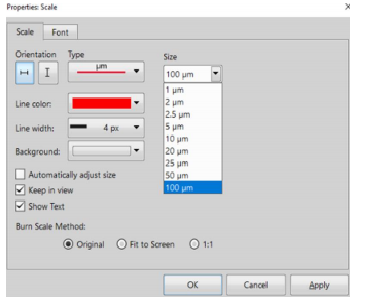 Properties: Scale X
Scale Font
Orientation Type Size
µm
100 µm
1 µm
2 µm
2.5 µm
5 µm
10 µm
20 µm
25 µm
50 µm
100 µm
Line color:
Line width: 4 px
Background:
Automatically adjust size
Keep in view
Show Text
Burn Scale Method:
Original Fit to Screen 1:1
OK Cancel Apply